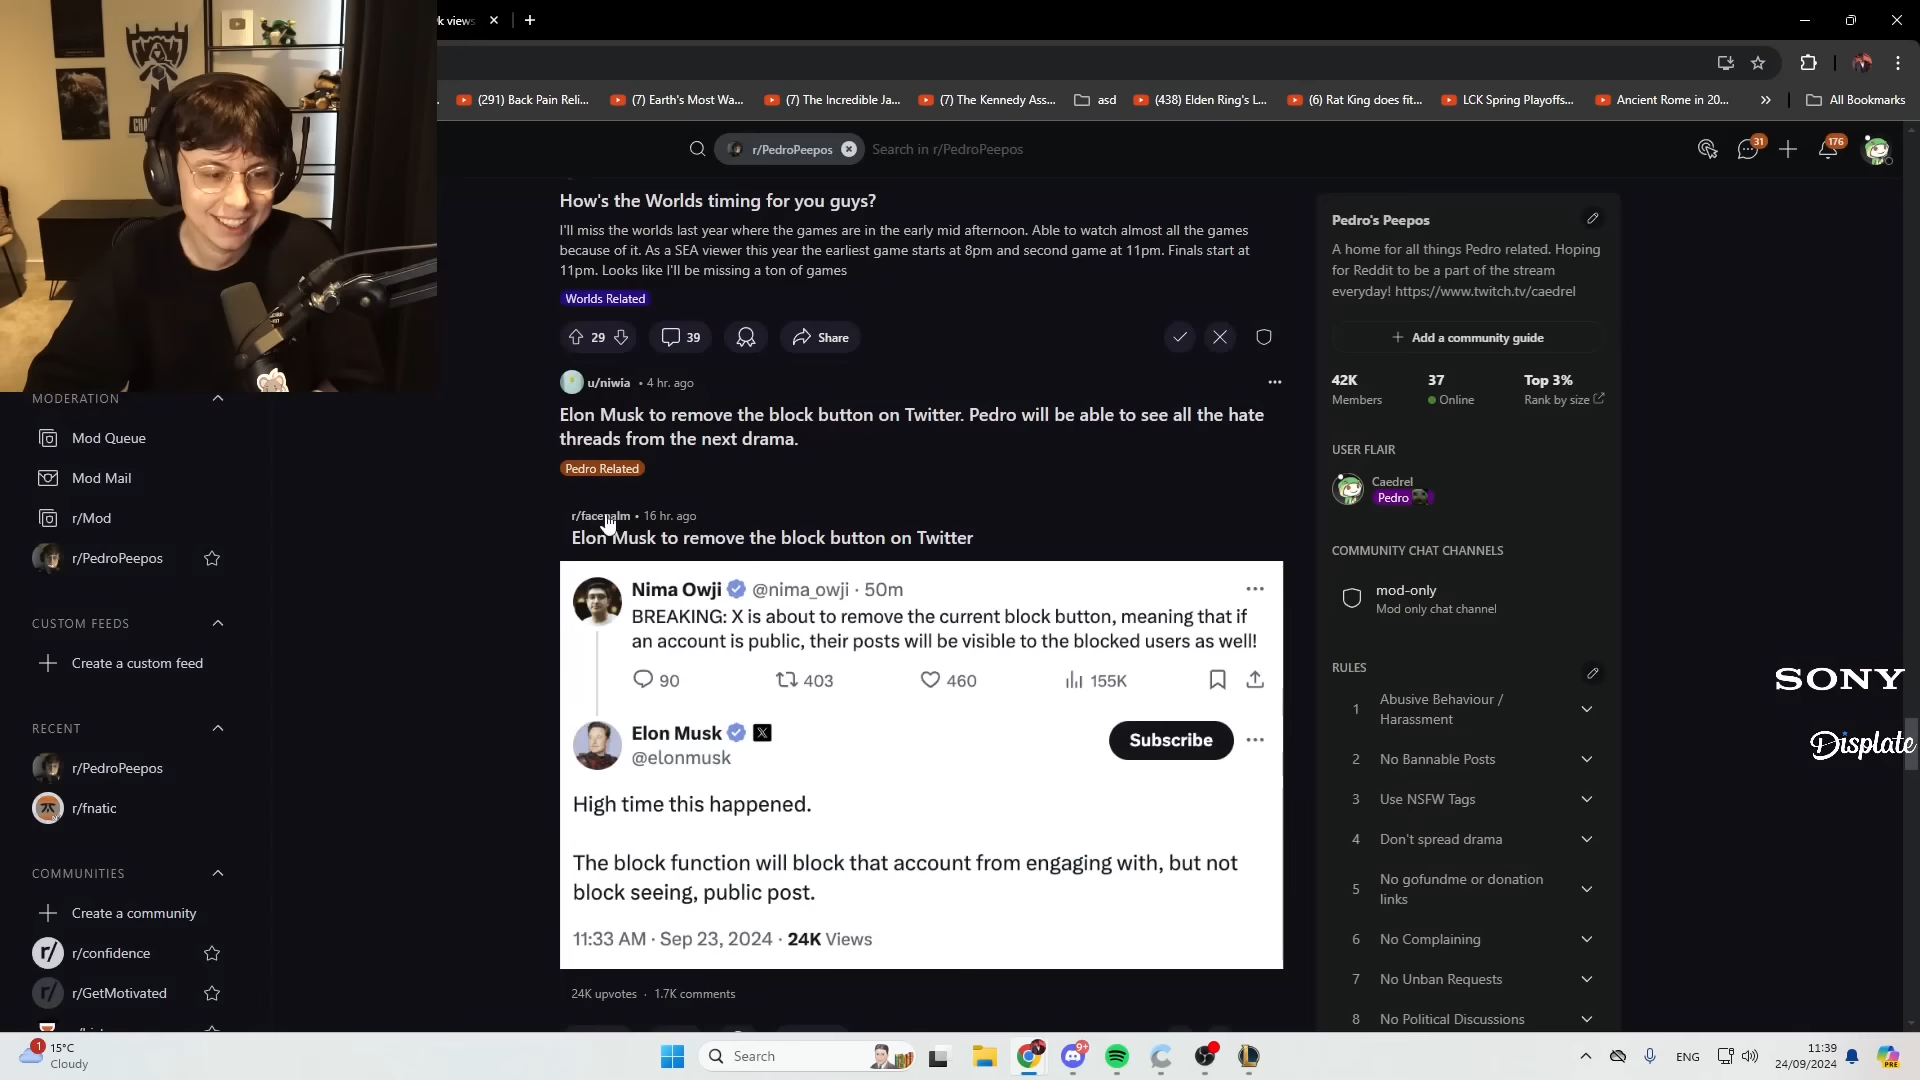 k views
(291) Back Pain Reli...
(7) Earth's Most Wa...
(7) The Incredible Ja...
(7) The Kennedy Ass...
asd
(438) Elden Ring's L...
(6) Rat King does fit...
LCK Spring Playoffs...
Ancient Rome in 20...
All Bookmarks
r/PedroPeepos
Search in r/PedroPeepos
31
176
How's the Worlds timing for you guys?
I'll miss the worlds last year where the games are in the early mid afternoon. Able to watch almost all the games
because of it. As a SEA viewer this year the earliest game starts at 8pm and second game at 11pm. Finals start at
11pm. Looks like I'll be missing a ton of games
Worlds Related
29
39
Share
u/niwia • 4 hr. ago
Elon Musk to remove the block button on Twitter. Pedro will be able to see all the hate
threads from the next drama.
Pedro Related
r/facepalm • 16 hr. ago
Elon Musk to remove the block button on Twitter
Nima Owji @nima_owji · 50m
BREAKING: X is about to remove the current block button, meaning that if
an account is public, their posts will be visible to the blocked users as well!
90
403
460
155K
Elon Musk
@elonmusk
Subscribe
High time this happened.
The block function will block that account from engaging with, but not
block seeing, public post.
11:33 AM · Sep 23, 2024 · 24K Views
24K upvotes · 1.7K comments
MODERATION
Mod Queue
Mod Mail
r/Mod
r/PedroPeepos
CUSTOM FEEDS
Create a custom feed
RECENT
r/PedroPeepos
r/fnatic
COMMUNITIES
Create a community
r/ r/confidence
r/ r/GetMotivated
Pedro's Peepos
A home for all things Pedro related. Hoping
for Reddit to be a part of the stream
everyday! https://www.twitch.tv/caedrel
Add a community guide
42K
Members
37
Online
Top 3%
Rank by size
USER FLAIR
Caedrel
Pedro
COMMUNITY CHAT CHANNELS
mod-only
Mod only chat channel
RULES
1 Abusive Behaviour /
Harassment
2 No Bannable Posts
3 Use NSFW Tags
4 Don't spread drama
5 No gofundme or donation
links
6 No Complaining
7 No Unban Requests
8 No Political Discussions
SONY
Displate
1
15°C
Cloudy
Search
9+
ENG
11:39
24/09/2024
PRE